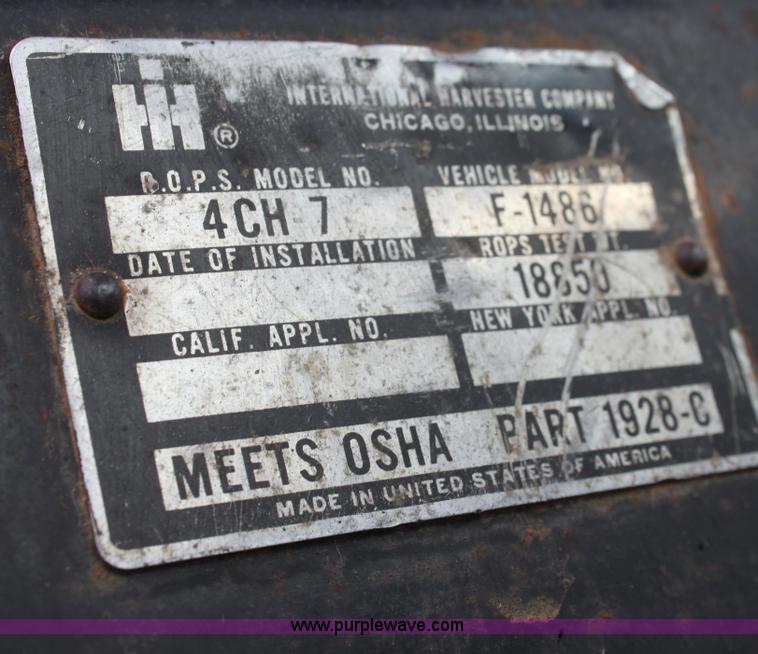 IH ®
INTERNATIONAL HARVESTER COMPANY
CHICAGO, ILLINOIS
R.O.P.S. MODEL NO. VEHICLE MODEL NO.
4CH 7 F-1486
DATE OF INSTALLATION ROPS TEST WT.
18850
CALIF. APPL. NO. NEW YORK APPL. NO.
MEETS OSHA PART 1928-C
MADE IN UNITED STATES OF AMERICA
www.purplewave.com